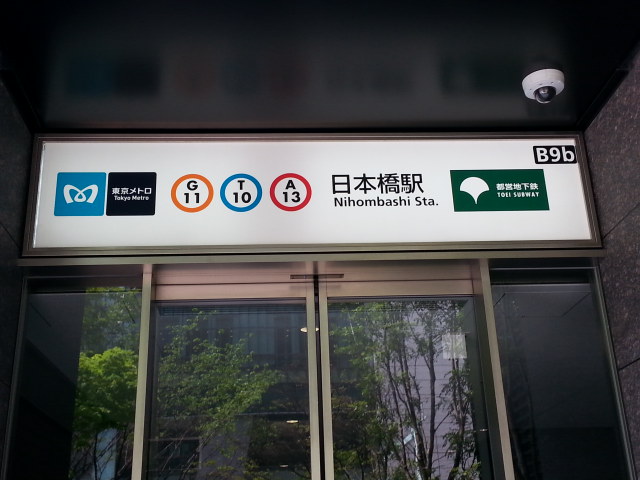 B9b
東京メトロ
Tokyo Metro
G
11
T
10
A
13
日本橋駅
Nihombashi Sta.
都営地下鉄
TOEI SUBWAY